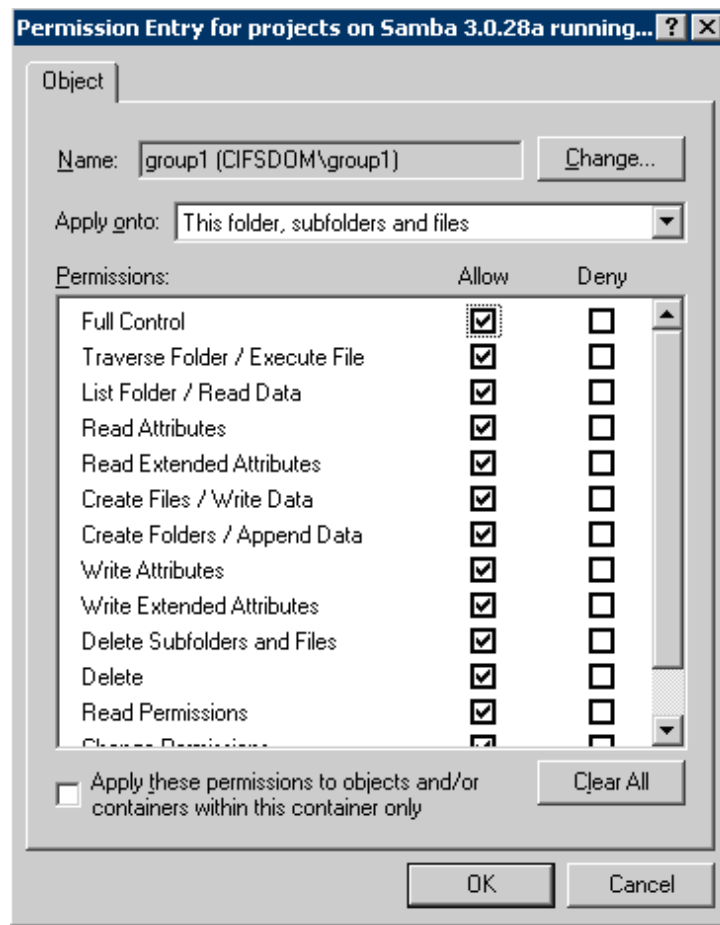 Permission Entry for projects on Samba 3.0.28a running...
Object
Name: group1 (CIFSDOM\group1) Change...
Apply onto: This folder, subfolders and files
Permissions: Allow Deny
Full Control
Traverse Folder / Execute File
List Folder / Read Data
Read Attributes
Read Extended Attributes
Create Files / Write Data
Create Folders / Append Data
Write Attributes
Write Extended Attributes
Delete Subfolders and Files
Delete
Read Permissions
Change Permissions
Apply these permissions to objects and/or
containers within this container only
Clear All
OK Cancel